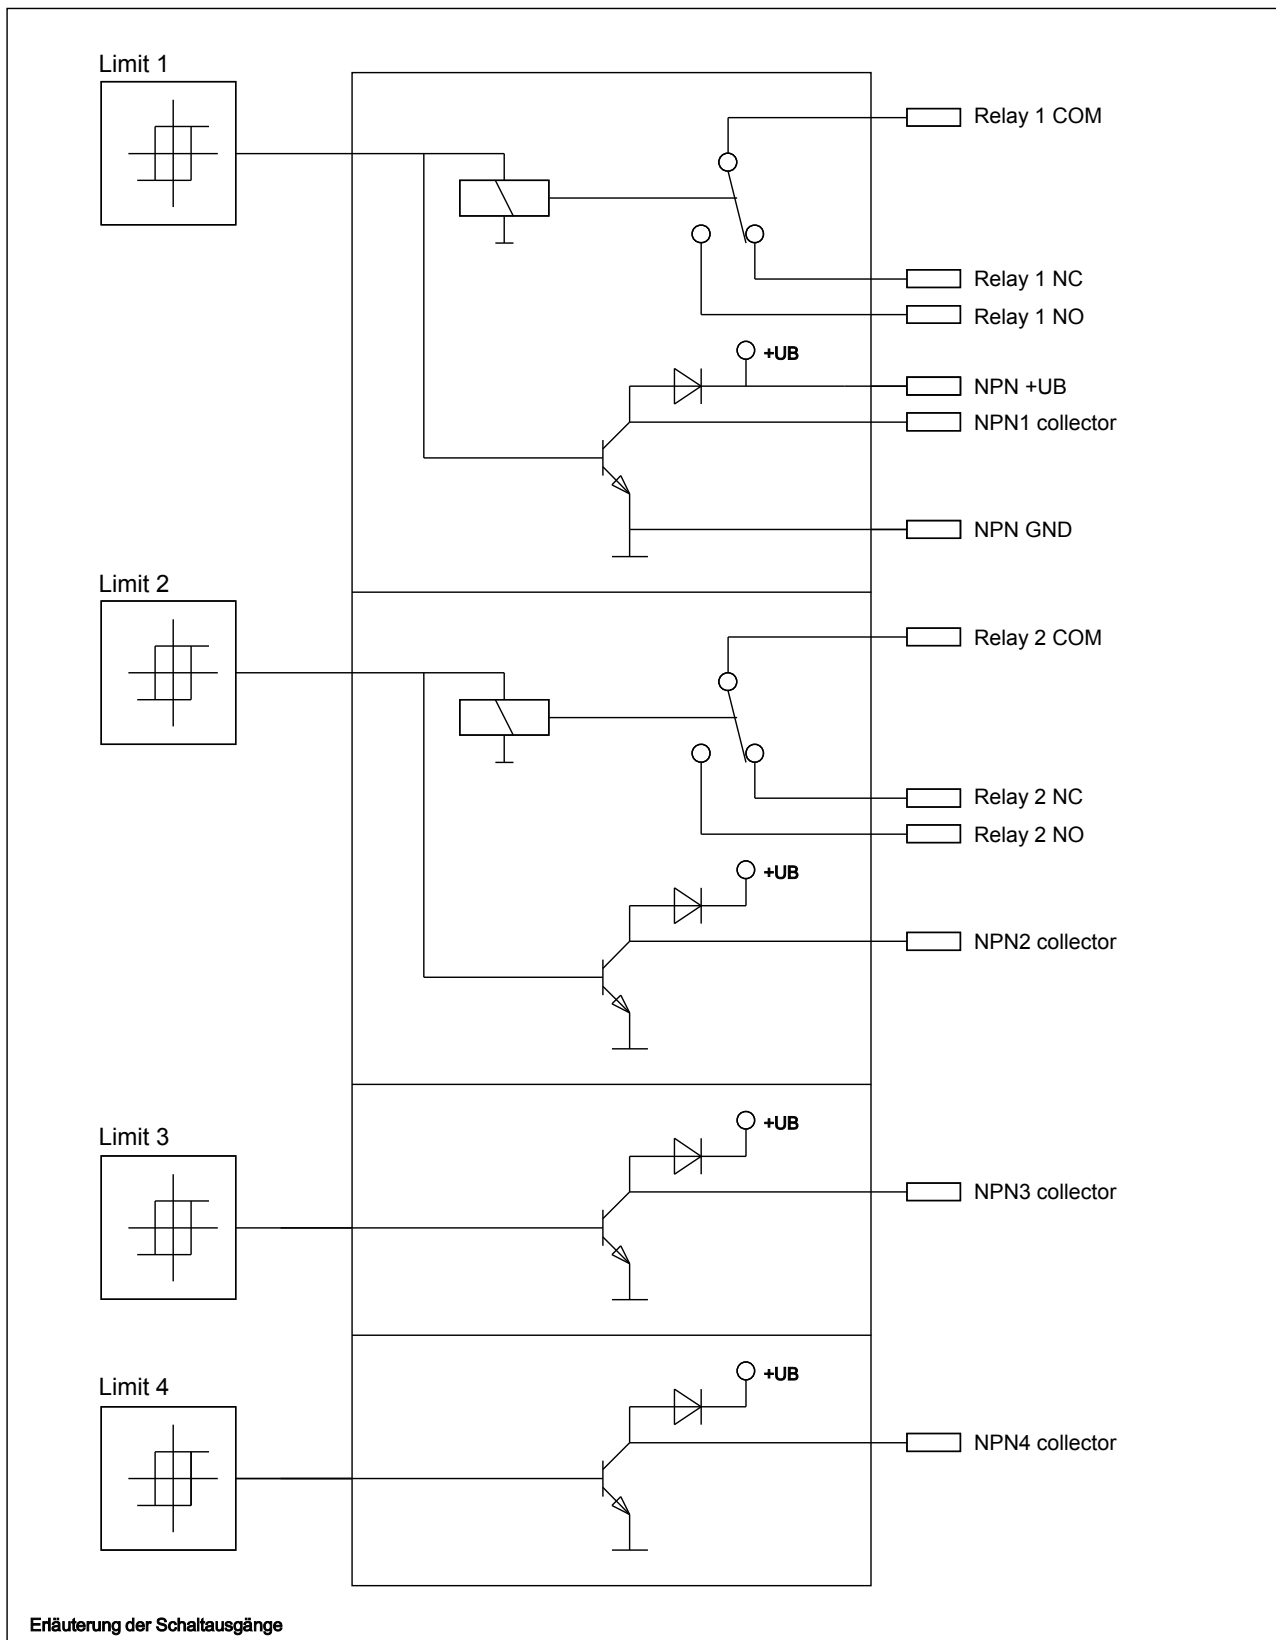 Limit 1
Relay 1 COM
Relay 1 NC
Relay 1 NO
+UB
NPN +UB
NPN1 collector
NPN GND
Limit 2
Relay 2 COM
Relay 2 NC
Relay 2 NO
+UB
NPN2 collector
+UB
Limit 3
NPN3 collector
+UB
Limit 4
NPN4 collector
Erläuterung der Schaltausgänge